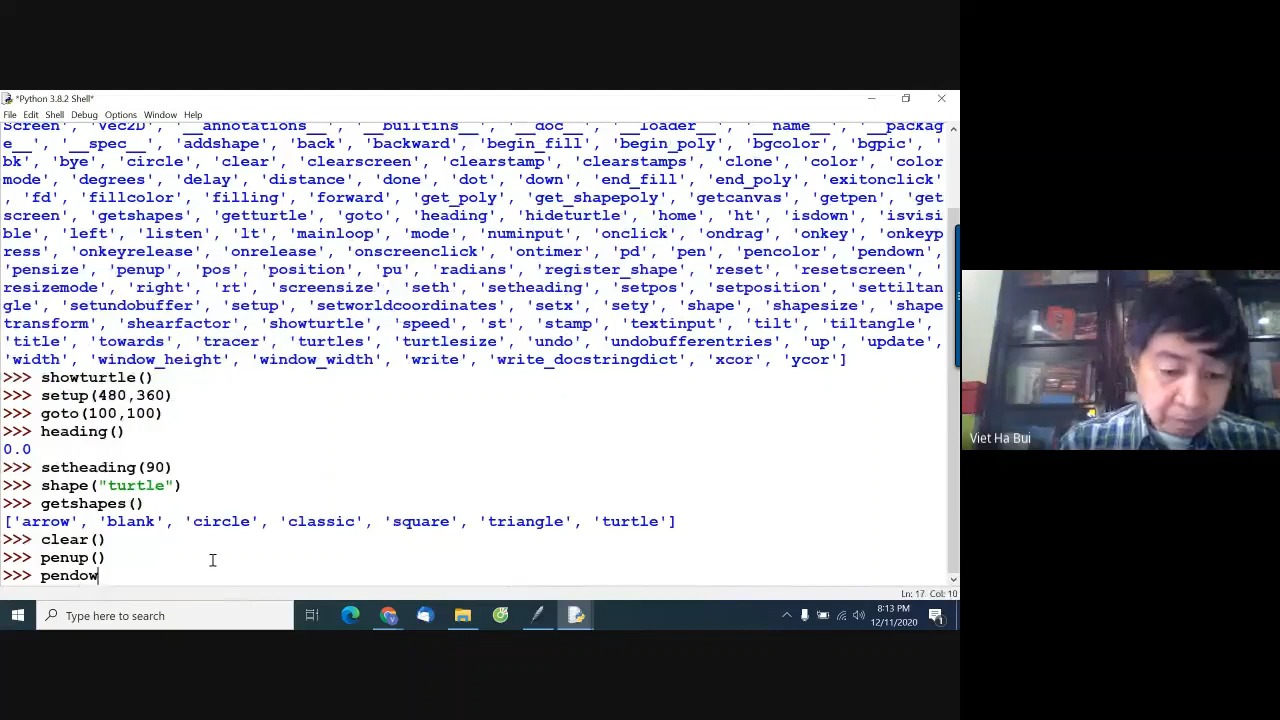 *Python 3.8.2 Shell*
File Edit Shell Debug Options Window Help
Screen', 'Vec2D', '__annotations__', '__builtins__', '__doc__', '__loader__', '__name__', '__packag
e__', '__spec__', 'addshape', 'back', 'backward', 'begin_fill', 'begin_poly', 'bgcolor', 'bgpic', '
bk', 'bye', 'circle', 'clear', 'clearscreen', 'clearstamp', 'clearstamps', 'clone', 'color', 'color
mode', 'degrees', 'delay', 'distance', 'done', 'dot', 'down', 'end_fill', 'end_poly', 'exitonclick'
, 'fd', 'fillcolor', 'filling', 'forward', 'get_poly', 'get_shapepoly', 'getcanvas', 'getpen', 'get
screen', 'getshapes', 'getturtle', 'goto', 'heading', 'hideturtle', 'home', 'ht', 'isdown', 'isvisi
ble', 'left', 'listen', 'lt', 'mainloop', 'mode', 'numinput', 'onclick', 'ondrag', 'onkey', 'onkeyp
ress', 'onkeyrelease', 'onrelease', 'onscreenclick', 'ontimer', 'pd', 'pen', 'pencolor', 'pendown',
'pensize', 'penup', 'pos', 'position', 'pu', 'radians', 'register_shape', 'reset', 'resetscreen',
'resizemode', 'right', 'rt', 'screensize', 'seth', 'setheading', 'setpos', 'setposition', 'settiltan
gle', 'setundobuffer', 'setup', 'setworldcoordinates', 'setx', 'sety', 'shape', 'shapesize', 'shape
transform', 'shearfactor', 'showturtle', 'speed', 'st', 'stamp', 'textinput', 'tilt', 'tiltangle',
'title', 'towards', 'tracer', 'turtles', 'turtlesize', 'undo', 'undobufferentries', 'up', 'update',
'width', 'window_height', 'window_width', 'write', 'write_docstringdict', 'xcor', 'ycor']
>>> showturtle()
>>> setup(480,360)
>>> goto(100,100)
>>> heading()
0.0
>>> setheading(90)
>>> shape("turtle")
>>> getshapes()
['arrow', 'blank', 'circle', 'classic', 'square', 'triangle', 'turtle']
>>> clear()
>>> penup()
>>> pendow
Ln: 17 Col: 10
Type here to search
8:13 PM
12/11/2020
1
Viet Ha Bui